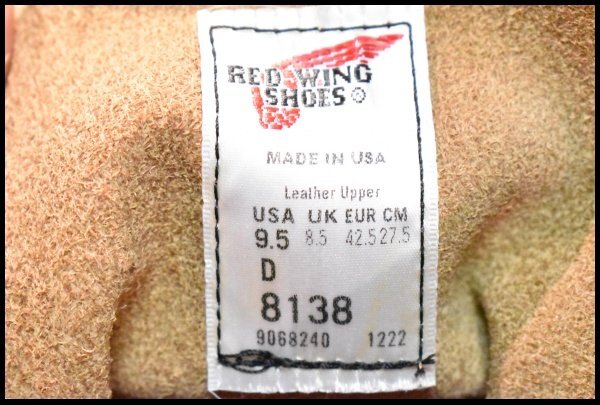 RED WING
SHOES®
MADE IN USA
Leather Upper
USA UK EUR CM
9.5 8.5 42.5 27.5
D
8138
9068240 1222